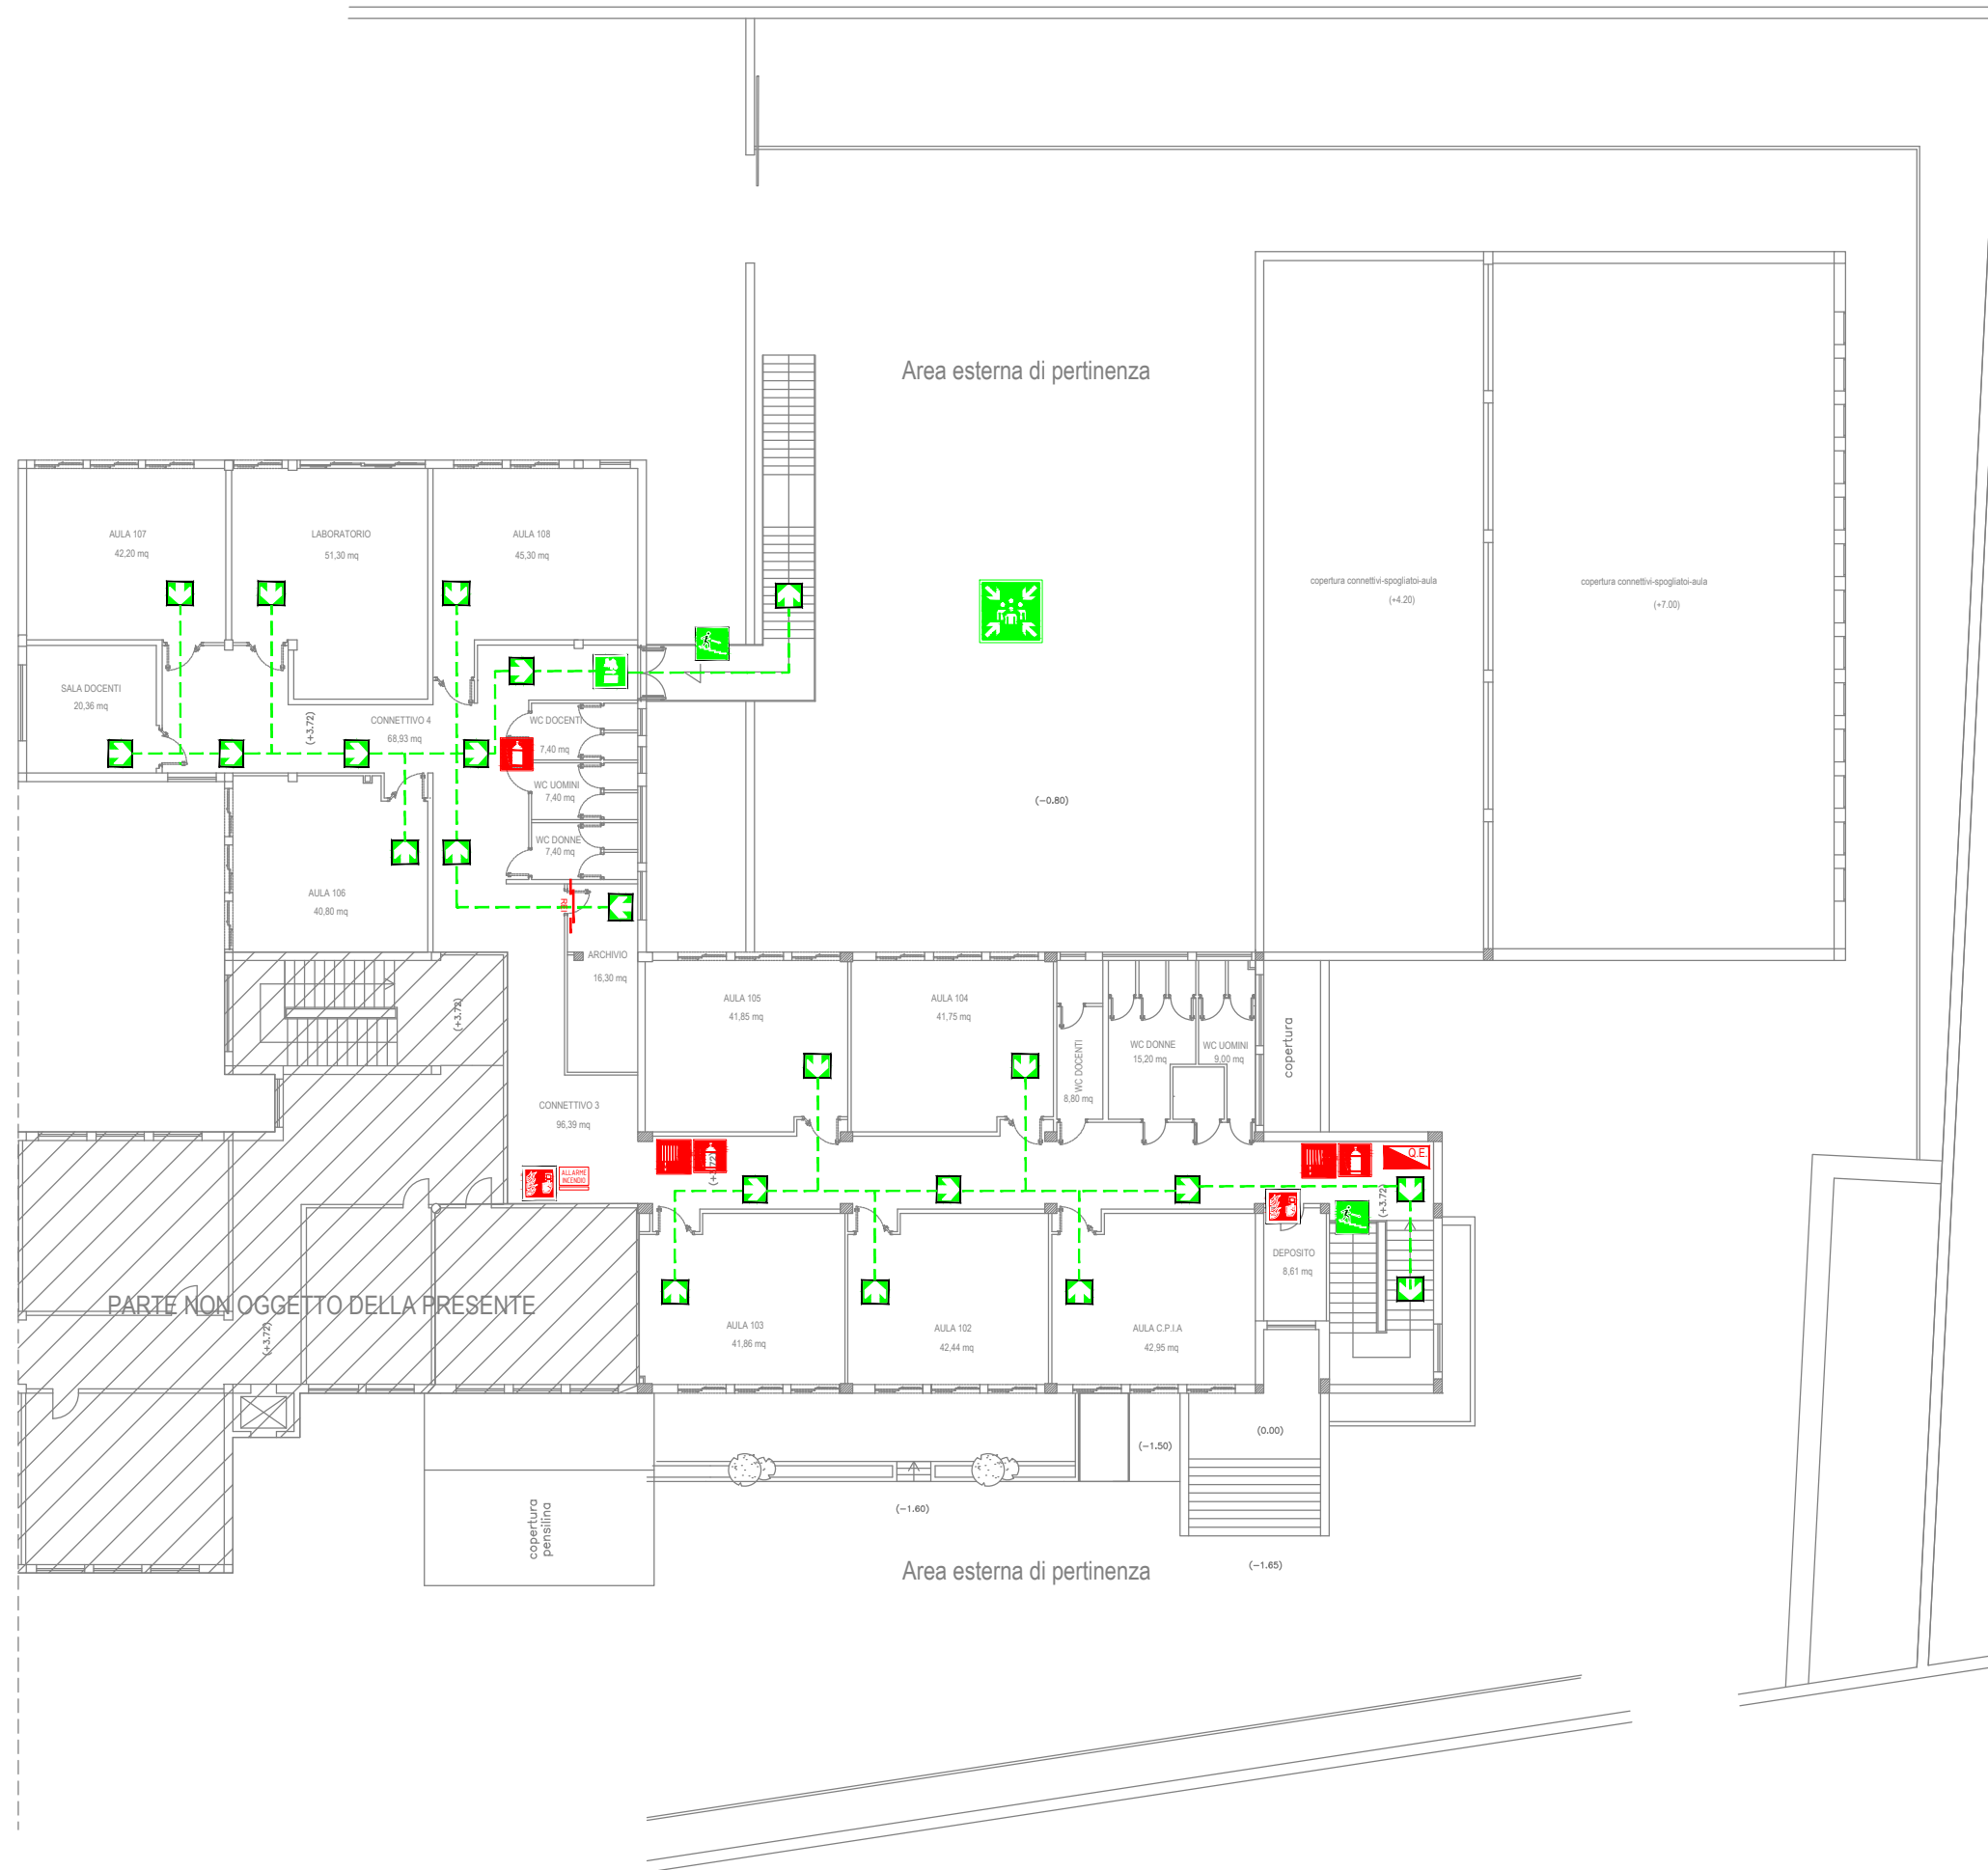 Area esterna di pertinenza
AULA 107
42,20 mq
LABORATORIO
51,30 mq
AULA 108
45,30 mq
copertura connettivi-spogliatoi-aula
(+4.20)
copertura connettivi-spogliatoi-aula
(+7.00)
SALA DOCENTI
20,36 mq
(+3.72)
CONNETTIVO 4
68,93 mq
WC DOCENTI
7,40 mq
WC UOMINI
7,40 mq
WC DONNE
7,40 mq
(-0.80)
AULA 106
40,80 mq
REI
ARCHIVIO
16,30 mq
(+3.72)
AULA 105
41,85 mq
AULA 104
41,75 mq
WC DOCENTI
8,80 mq
WC DONNE
15,20 mq
WC UOMINI
9,00 mq
copertura
CONNETTIVO 3
96,39 mq
ALLARME
INCENDIO
(+3.72)
Q.E.
(+3.72)
DEPOSITO
8,61 mq
PARTE NON OGGETTO DELLA PRESENTE
(+3.72)
AULA 103
41,86 mq
AULA 102
42,44 mq
AULA C.P.I.A
42,95 mq
(0.00)
(-1.50)
copertura
pensilina
(-1.60)
(-1.65)
Area esterna di pertinenza